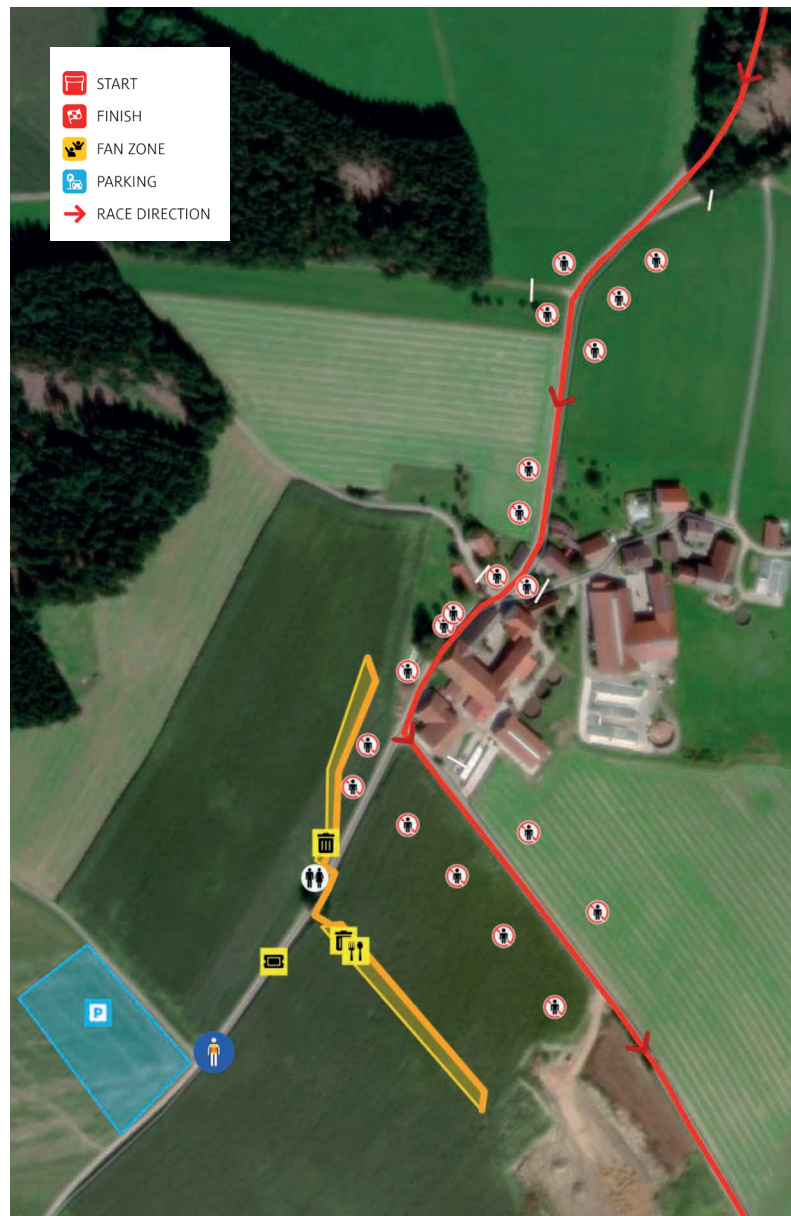 START
FINISH
FAN ZONE
PARKING
RACE DIRECTION
P